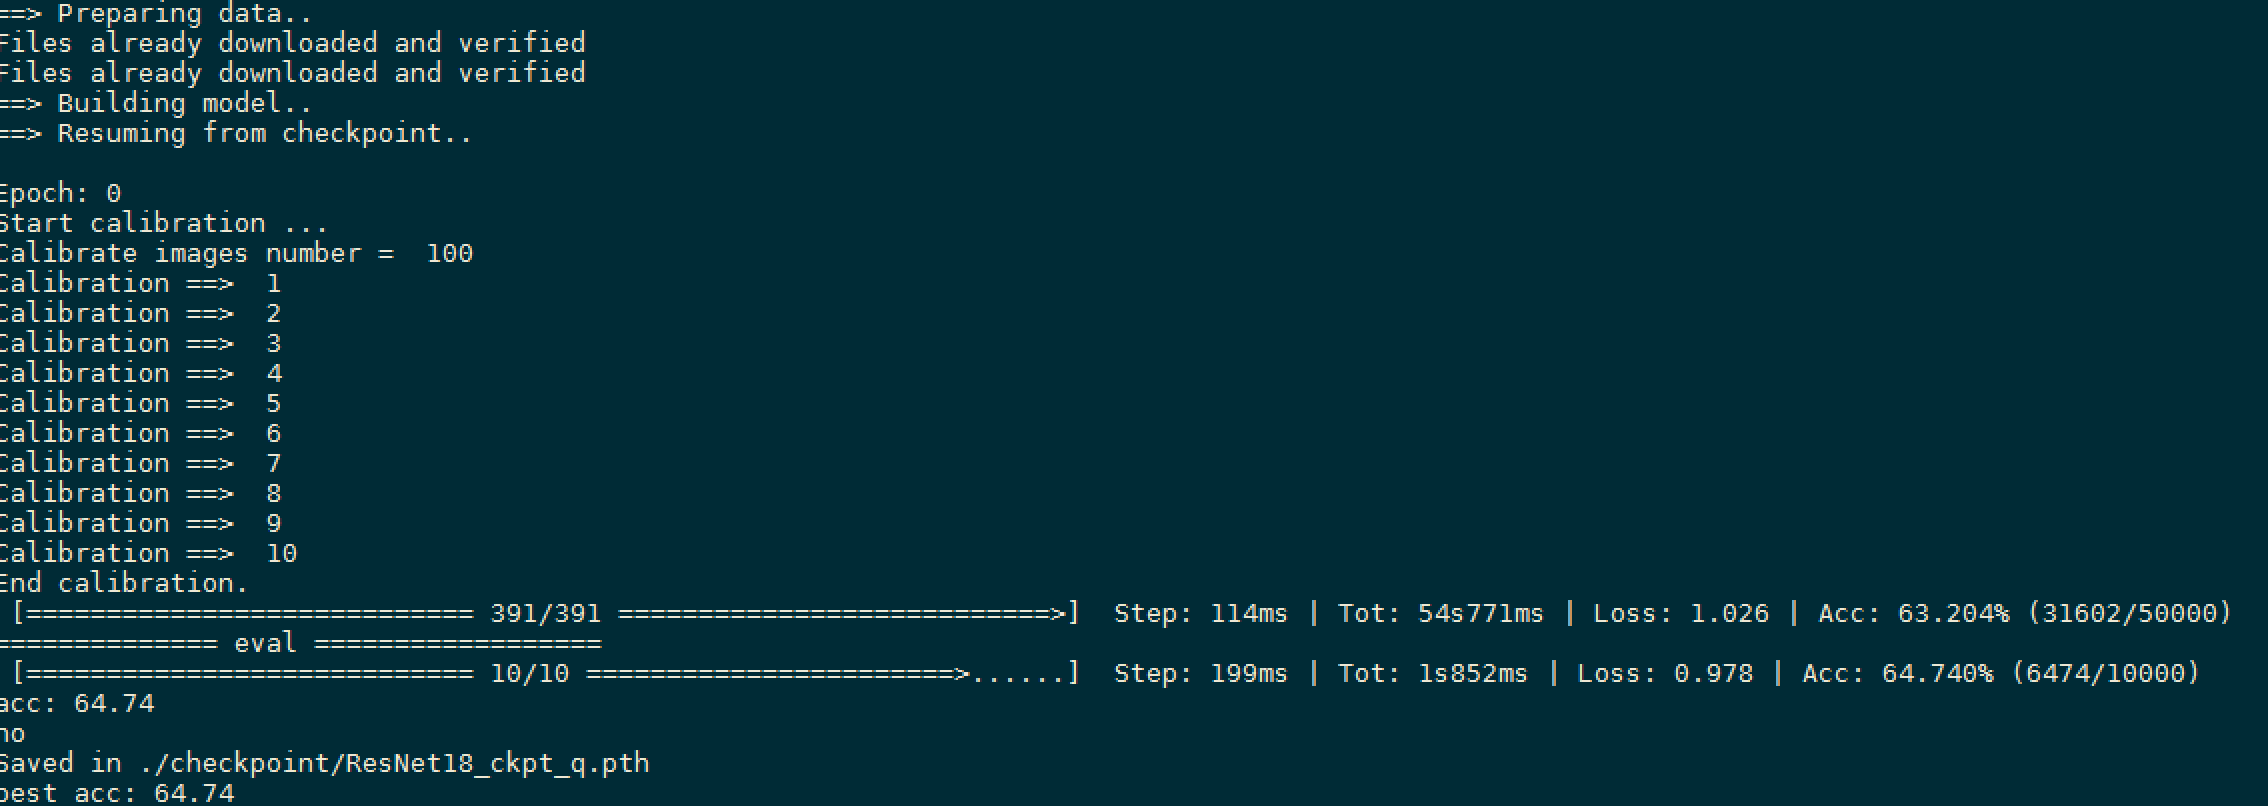 ==> Preparing data..
Files already downloaded and verified
Files already downloaded and verified
==> Building model..
==> Resuming from checkpoint..
Epoch: 0
Start calibration ...
Calibrate images number =  100
Calibration ==>  1
Calibration ==>  2
Calibration ==>  3
Calibration ==>  4
Calibration ==>  5
Calibration ==>  6
Calibration ==>  7
Calibration ==>  8
Calibration ==>  9
Calibration ==>  10
End calibration.
[============================ 391/391 ===========================>]  Step: 114ms | Tot: 54s771ms | Loss: 1.026 | Acc: 63.204% (31602/50000)
============== eval ==================
[============================ 10/10 =======================>......]  Step: 199ms | Tot: 1s852ms | Loss: 0.978 | Acc: 64.740% (6474/10000)
acc: 64.74
no
Saved in ./checkpoint/ResNet18_ckpt_q.pth
best acc: 64.74